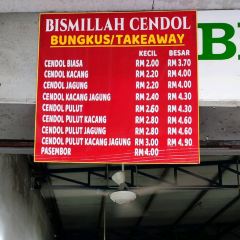 BISMILLAH CENDOL
BUNGKUS/TAKEAWAY
KECIL BESAR
CENDOL BIASA RM 2.00 RM 3.70
CENDOL KACANG RM 2.20 RM 4.00
CENDOL JAGUNG RM 2.20 RM 4.00
CENDOL KACANG JAGUNG RM 2.40 RM 4.30
CENDOL PULUT RM 2.60 RM 4.30
CENDOL PULUT KACANG RM 2.80 RM 4.60
CENDOL PULUT JAGUNG RM 2.80 RM 4.60
CENDOL PULUT KACANG JAGUNG RM 3.00 RM 4.90
PASEMBOR RM 4.00